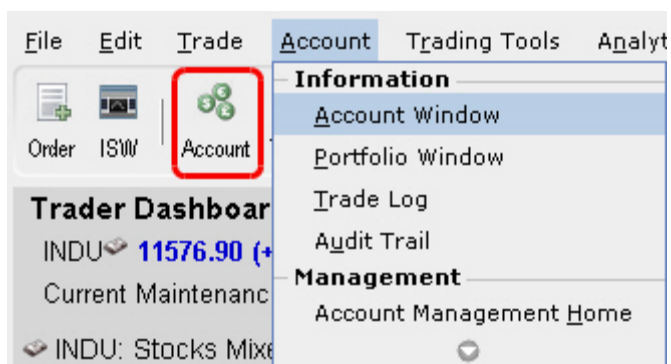 File Edit Trade Account Trading Tools Analyt
Information
Account Window
Order ISW Account
Portfolio Window
Trade Log
Trader Dashboar
Audit Trail
INDU 11576.90 (+
Management
Current Maintenanc
Account Management Home
INDU: Stocks Mixe